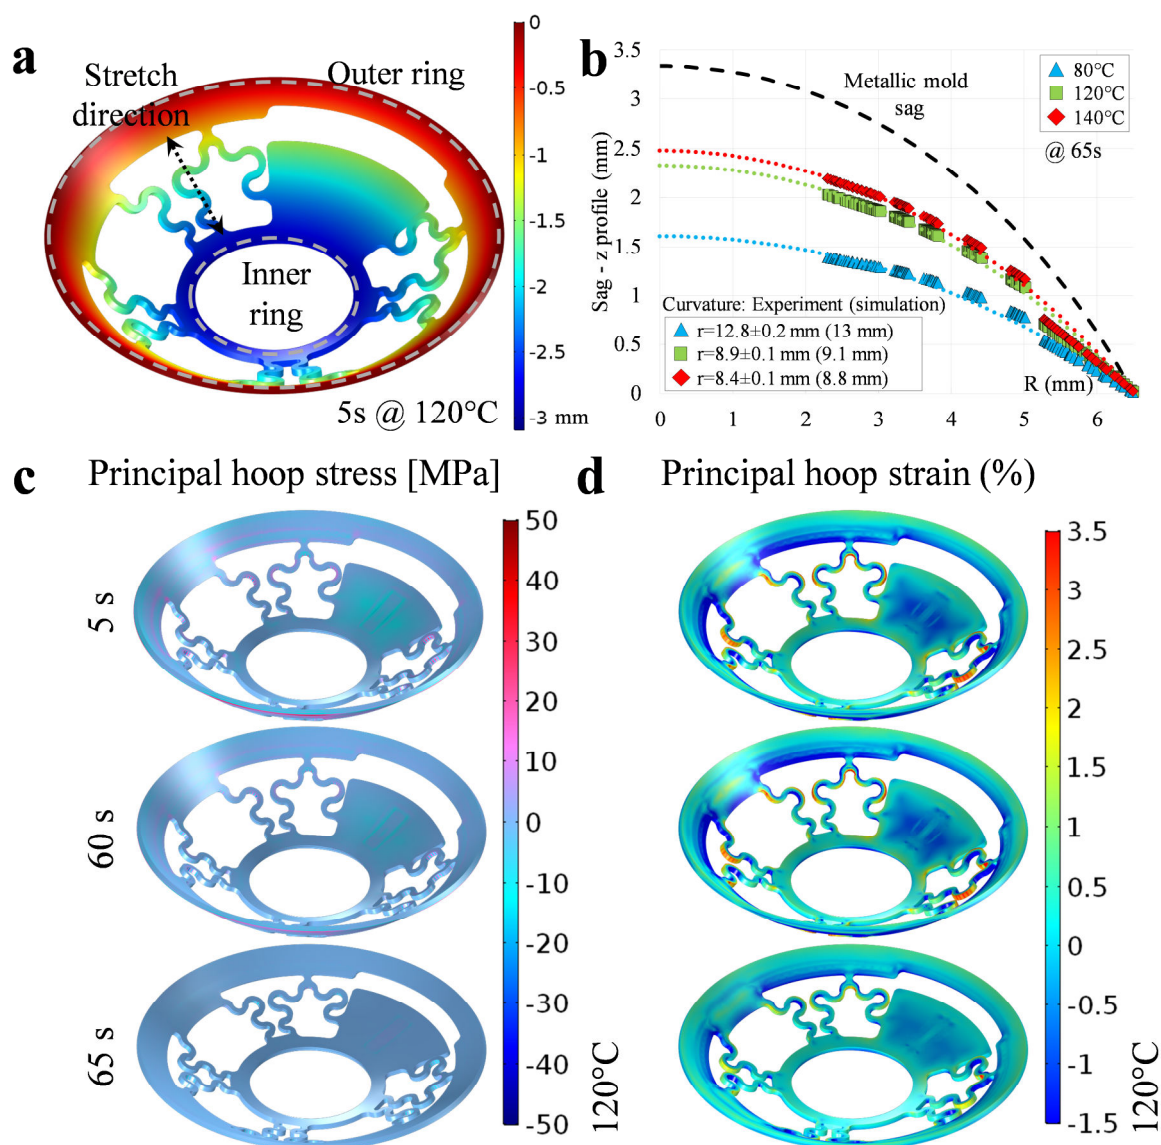 a
Stretch
direction
Outer ring
Inner
ring
5s @ 120°C
0
-0.5
-1
-1.5
-2
-2.5
-3 mm
b
Sag - z profile (mm)
3.5
3
2.5
2
1.5
1
0.5
0
Metallic mold
sag
80°C
120°C
140°C
@ 65s
Curvature: Experiment (simulation)
r=12.8±0.2 mm (13 mm)
r=8.9±0.1 mm (9.1 mm)
r=8.4±0.1 mm (8.8 mm)
R (mm)
0 1 2 3 4 5 6
c
Principal hoop stress [MPa]
5 s
60 s
65 s
50
40
30
20
10
0
-10
-20
-30
-40
-50
120°C
d
Principal hoop strain (%)
3.5
3
2.5
2
1.5
1
0.5
0
-0.5
-1
-1.5
120°C